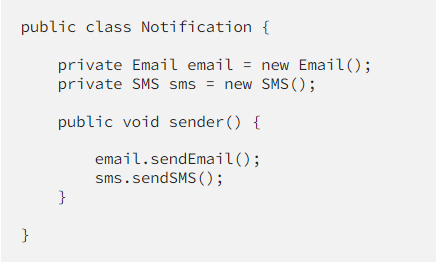 public class Notification {
private Email email = new Email();
private SMS sms = new SMS();
public void sender() {
email.sendEmail();
sms.sendSMS();
}
}